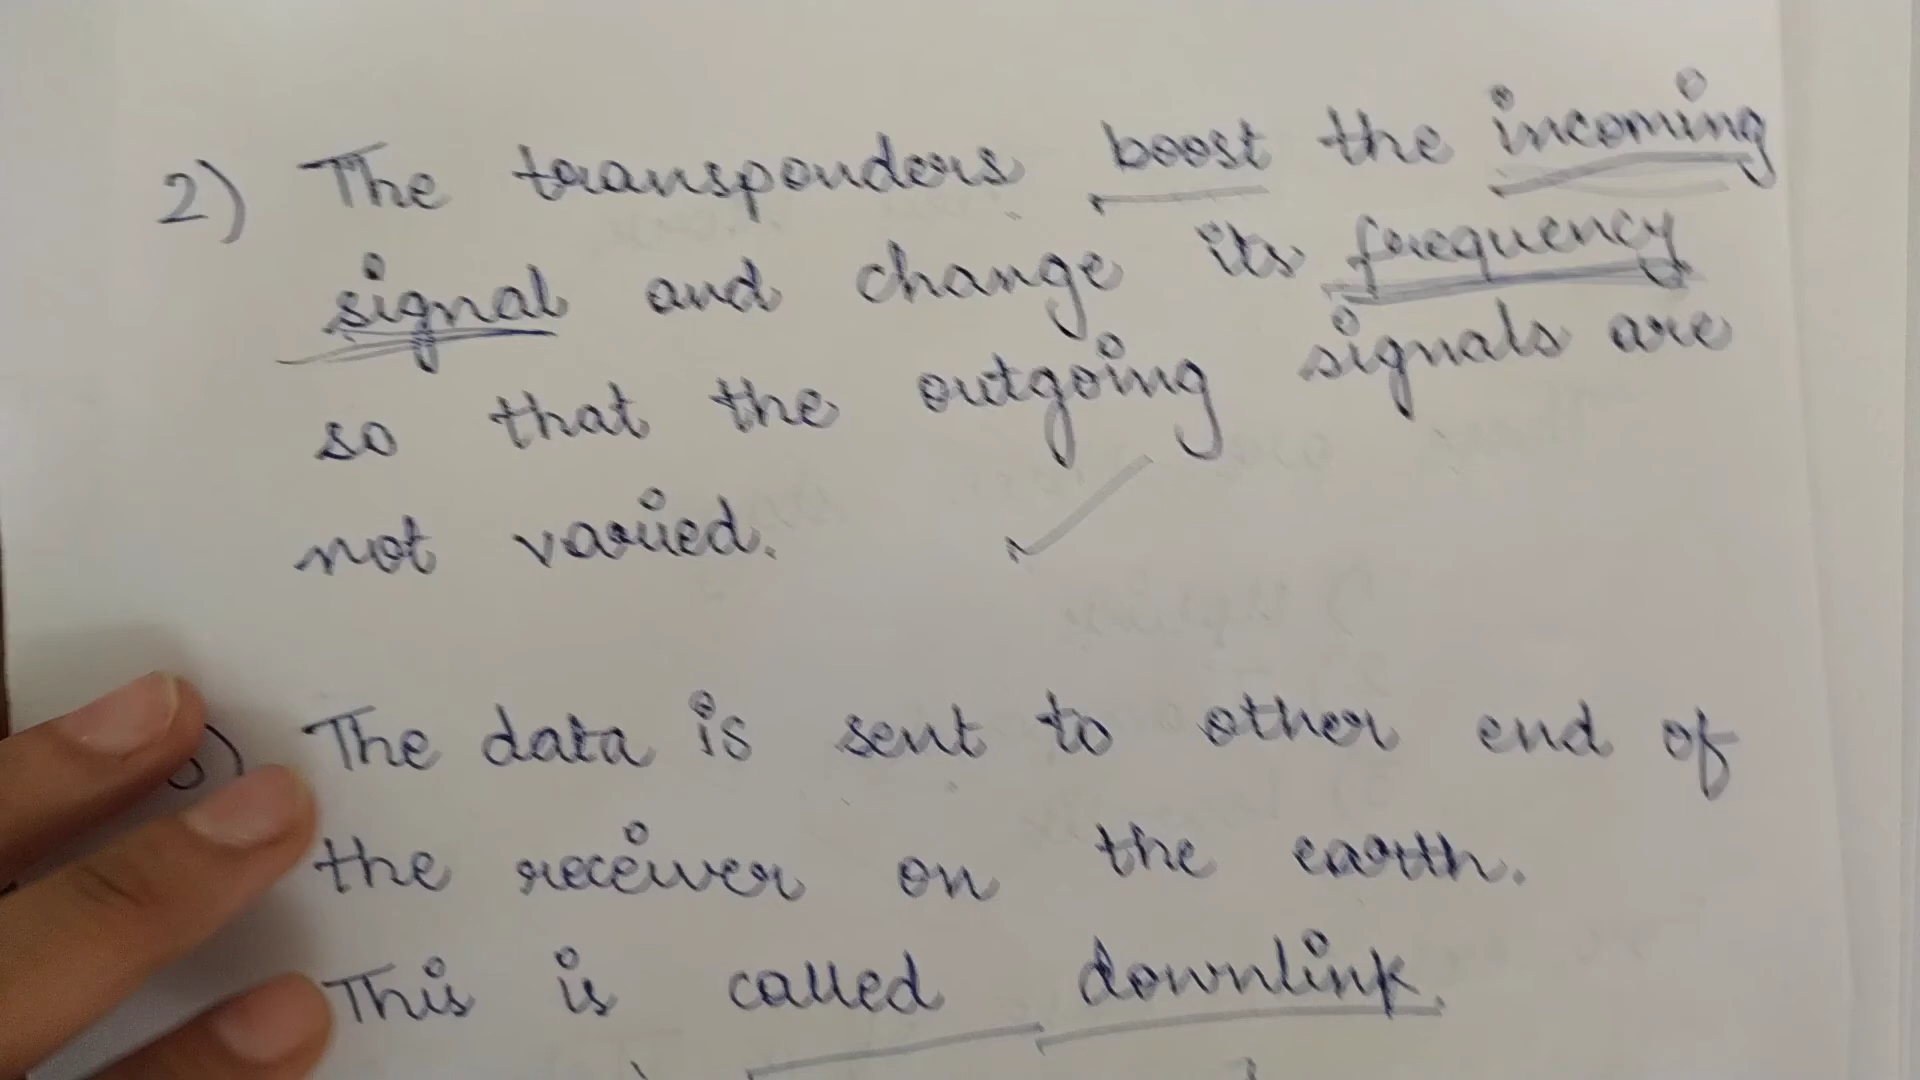 2) The transponders boost the incoming
signal and change its frequency
so that the outgoing signals are
not varied.
) The data is sent to other end of
the receiver on the earth.
This is called downlink.